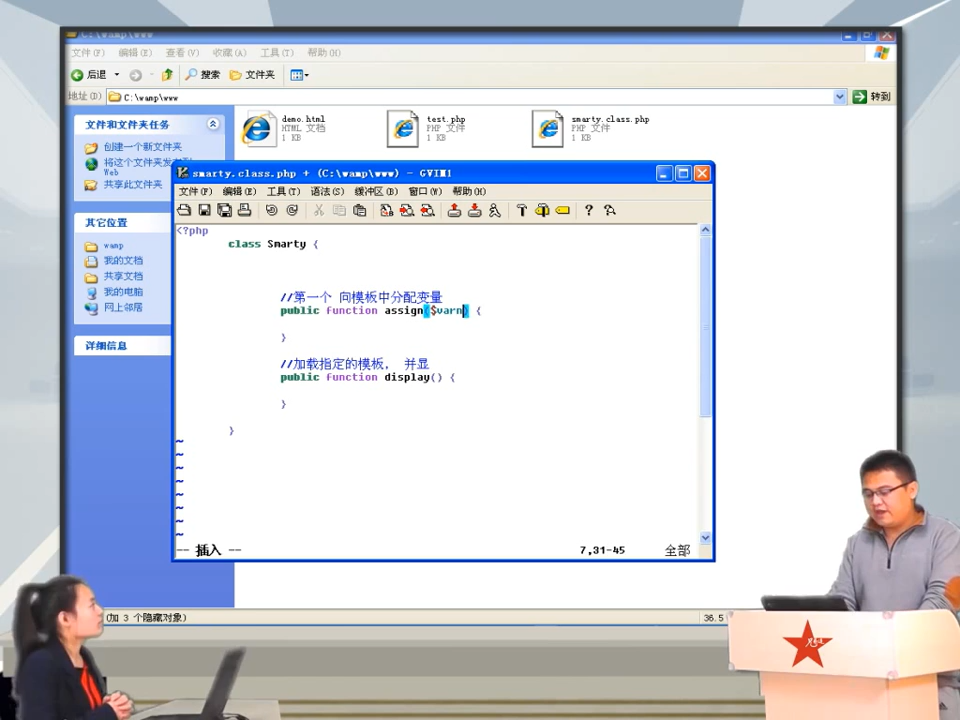 C:\wamp\www
文件(F) 编辑(E) 查看(V) 收藏(A) 工具(T) 帮助(H)
后退 搜索 文件夹
地址(D) C:\wamp\www 转到
文件和文件夹任务
创建一个新文件夹
将这个文件夹发布到
Web
共享此文件夹
其它位置
wamp
我的文档
共享文档
我的电脑
网上邻居
详细信息
demo.html
HTML 文档
1 KB
test.php
PHP 文件
1 KB
smarty.class.php
PHP 文件
1 KB
smarty.class.php + (C:\wamp\www) - GVIM1
文件(F) 编辑(E) 工具(T) 语法(S) 缓冲区(B) 窗口(W) 帮助(H)
<?php
class Smarty {
//第一个 向模板中分配变量
public function assign($varn) {
}
//加载指定的模板， 并显
public function display() {
}
}
~
~
~
~
~
~
~
~
-- 插入 -- 7,31-45 全部
(加 3 个隐藏对象) 36.5